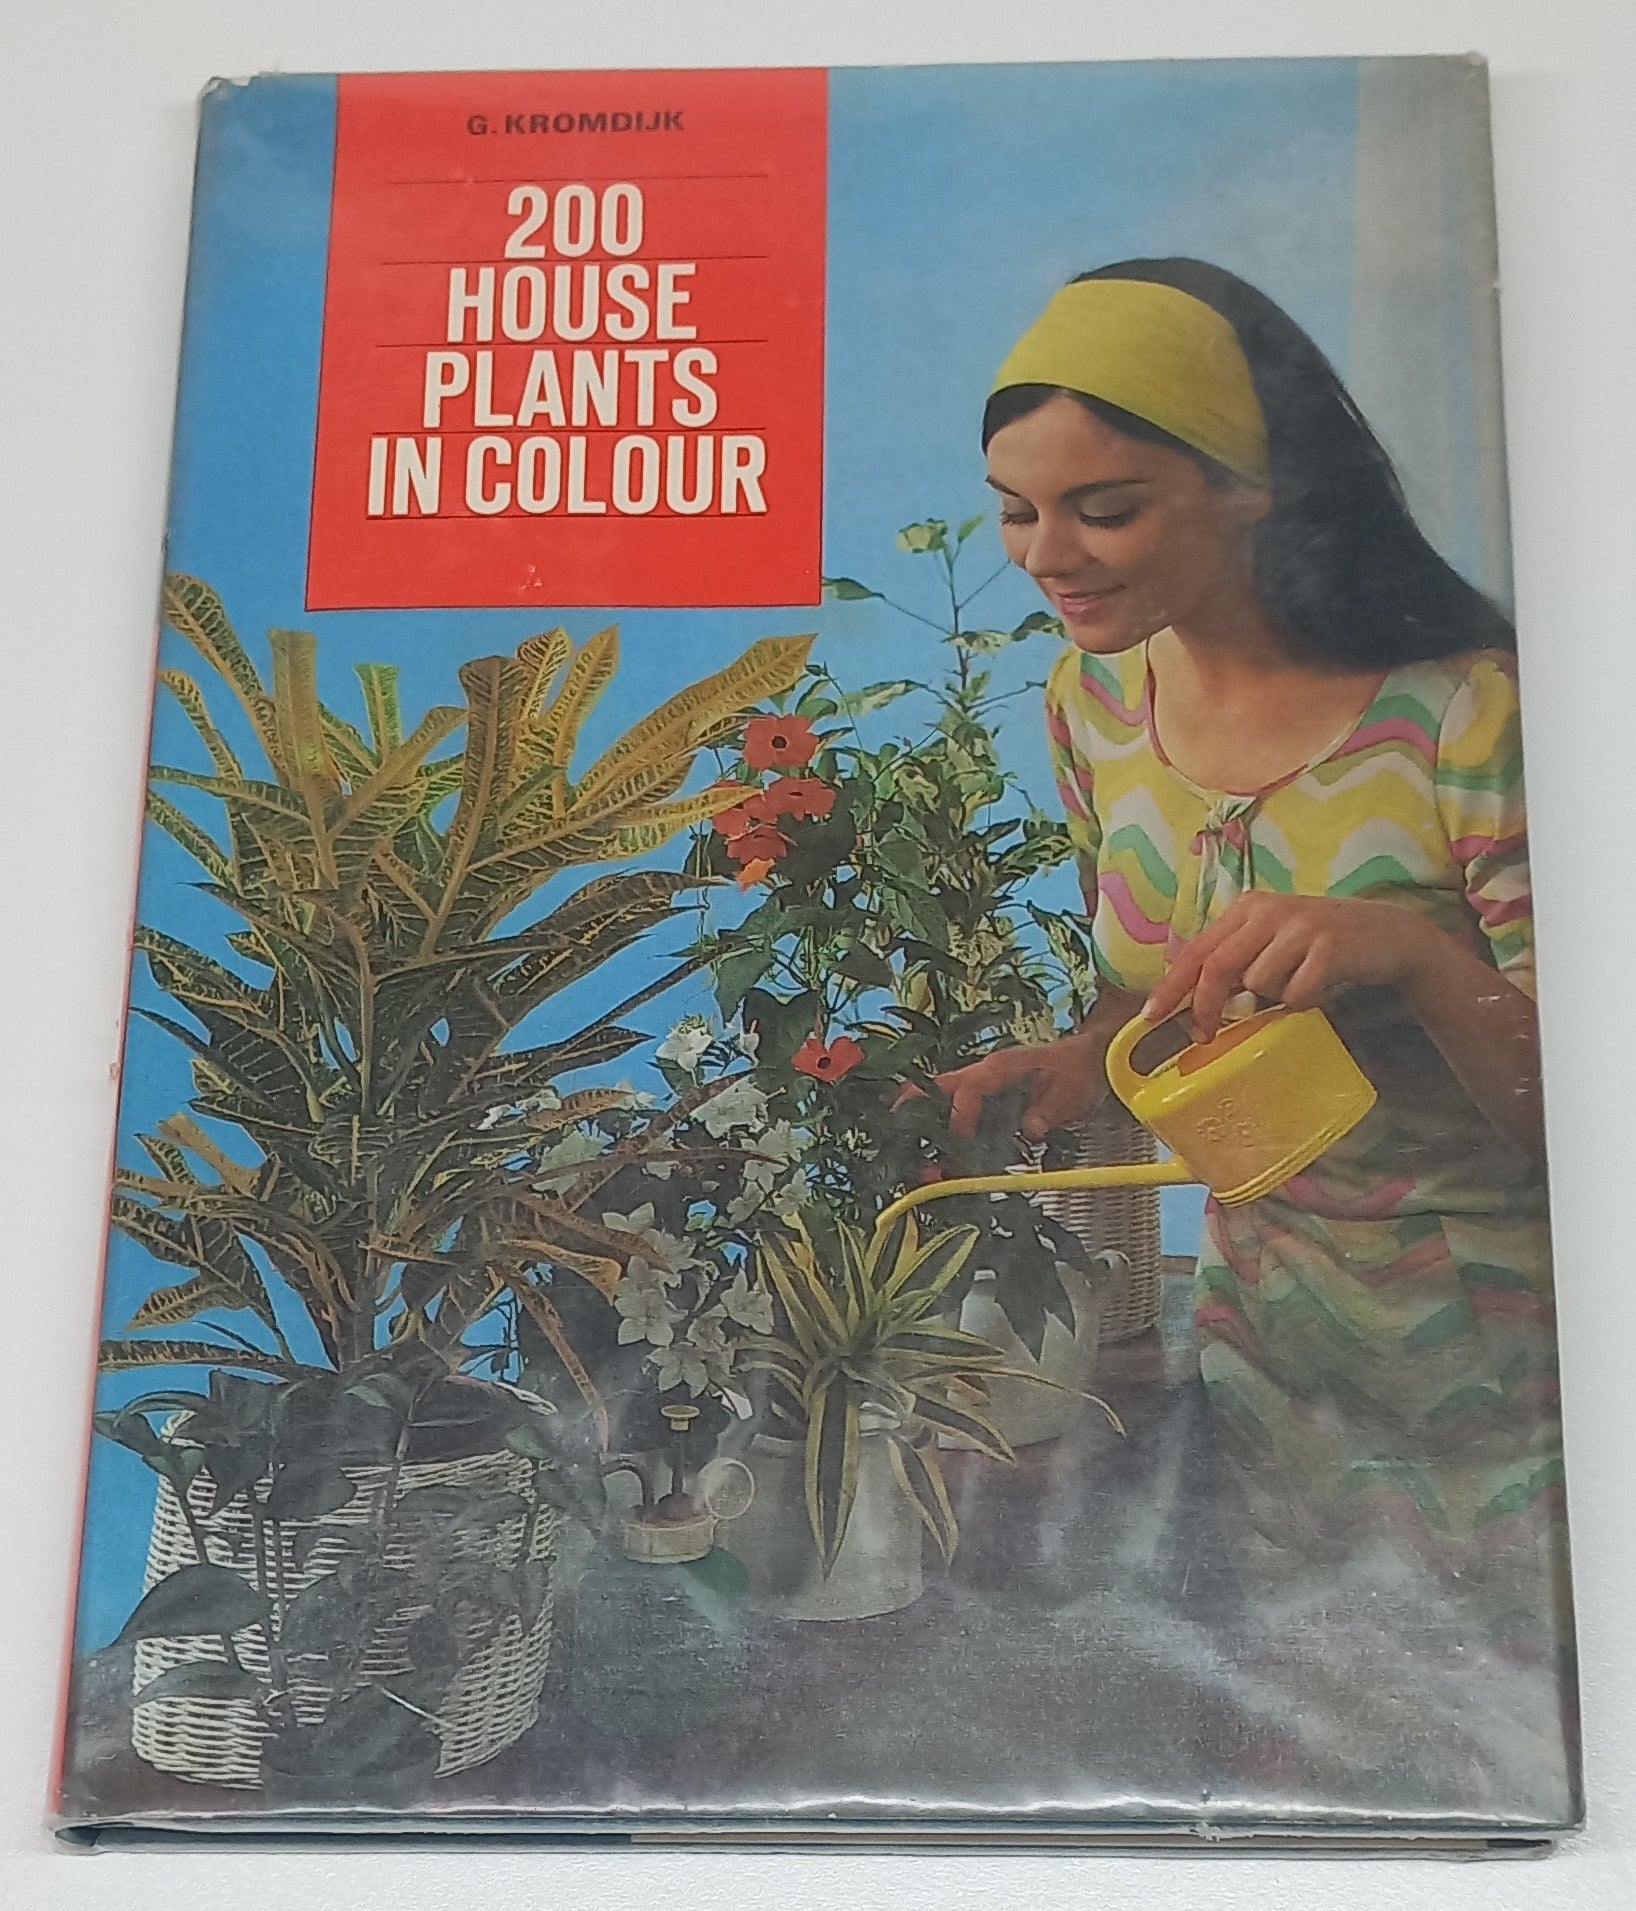 G. KROMDIJK
200
HOUSE
PLANTS
IN COLOUR